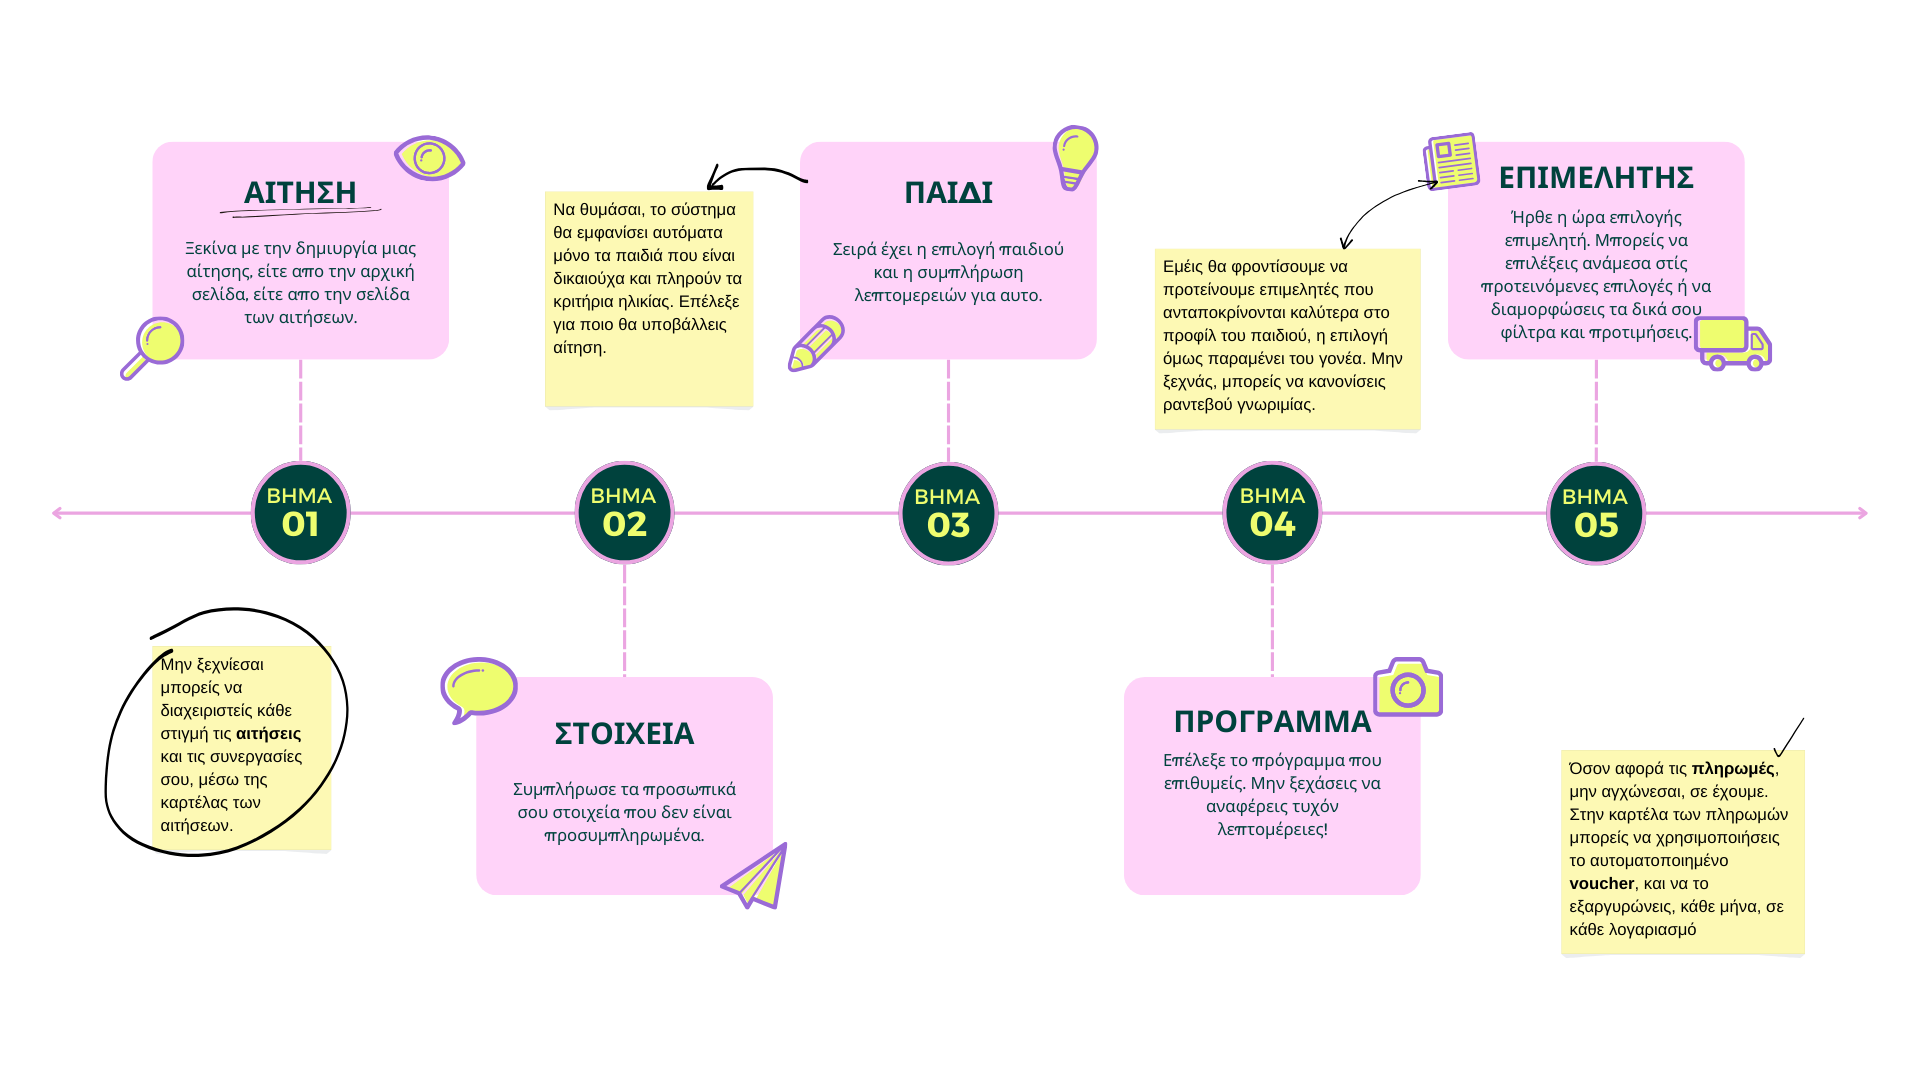 ΑΙΤΗΣΗ
Ξεκίνα με την δημιουργία μιας
αίτησης, είτε απο την αρχική
σελίδα, είτε απο την σελίδα
των αιτήσεων.
Να θυμάσαι, το σύστημα
θα εμφανίσει αυτόματα
μόνο τα παιδιά που είναι
δικαιούχα και πληρούν τα
κριτήρια ηλικίας. Επέλεξε
για ποιο θα υποβάλλεις
αίτηση.
ΠΑΙΔΙ
Σειρά έχει η επιλογή παιδιού
και η συμπλήρωση
λεπτομερειών για αυτο.
Εμείς θα φροντίσουμε να
προτείνουμε επιμελητές που
ανταποκρίνονται καλύτερα στο
προφίλ του παιδιού, η επιλογή
όμως παραμένει του γονέα. Μην
ξεχνάς, μπορείς να κανονίσεις
ραντεβού γνωριμίας.
ΕΠΙΜΕΛΗΤΗΣ
Ήρθε η ώρα επιλογής
επιμελητή. Μπορείς να
επιλέξεις ανάμεσα στίς
προτεινόμενες επιλογές ή να
διαμορφώσεις τα δικά σου
φίλτρα και προτιμήσεις.
ΒΗΜΑ
01
ΒΗΜΑ
02
ΒΗΜΑ
03
ΒΗΜΑ
04
ΒΗΜΑ
05
Μην ξεχνίεσαι
μπορείς να
διαχειριστείς κάθε
στιγμή τις αιτήσεις
και τις συνεργασίες
σου, μέσω της
καρτέλας των
αιτήσεων.
ΣΤΟΙΧΕΙΑ
Συμπλήρωσε τα προσωπικά
σου στοιχεία που δεν είναι
προσυμπληρωμένα.
ΠΡΟΓΡΑΜΜΑ
Επέλεξε το πρόγραμμα που
επιθυμείς. Μην ξεχάσεις να
αναφέρεις τυχόν
λεπτομέρειες!
Όσον αφορά τις πληρωμές,
μην αγχώνεσαι, σε έχουμε.
Στην καρτέλα των πληρωμών
μπορείς να χρησιμοποιήσεις
το αυτοματοποιημένο
voucher, και να το
εξαργυρώνεις, κάθε μήνα, σε
κάθε λογαριασμό